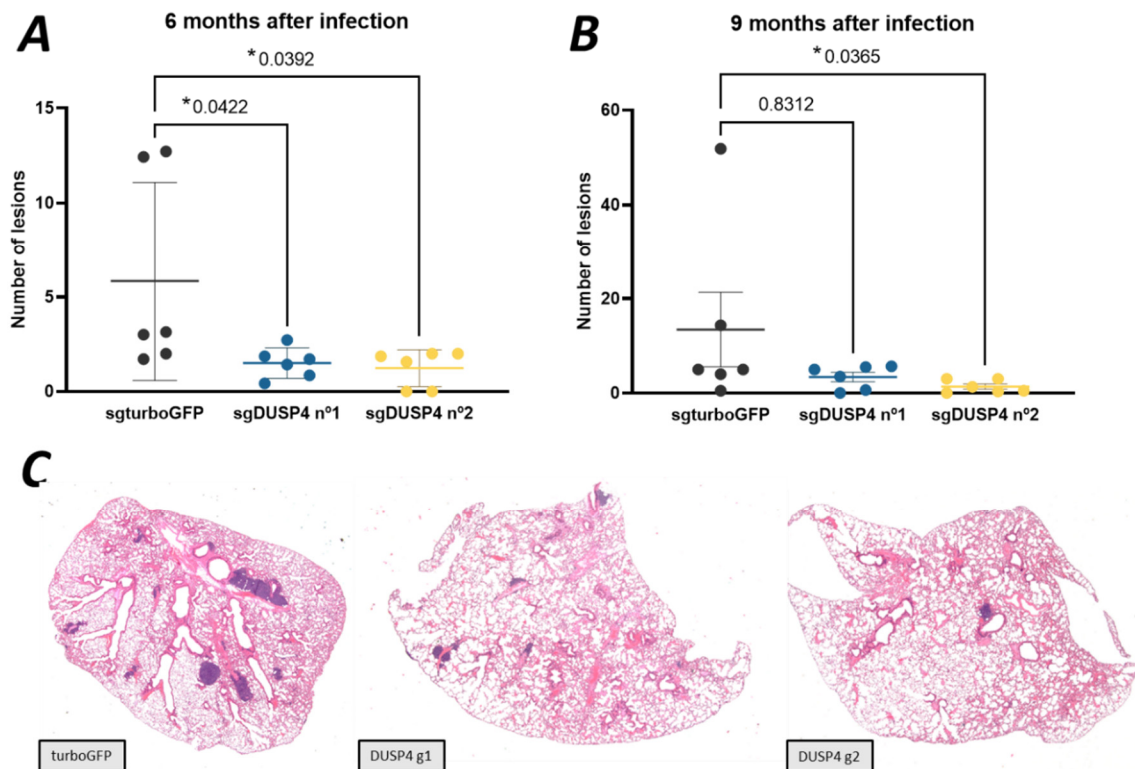 A
6 months after infection
* 0.0392
* 0.0422
15
10
5
0
Number of lesions
sgturboGFP
sgDUSP4 nº1
sgDUSP4 nº2
B
9 months after infection
* 0.0365
0.8312
60
40
20
0
Number of lesions
sgturboGFP
sgDUSP4 nº1
sgDUSP4 nº2
C
turboGFP
DUSP4 g1
DUSP4 g2